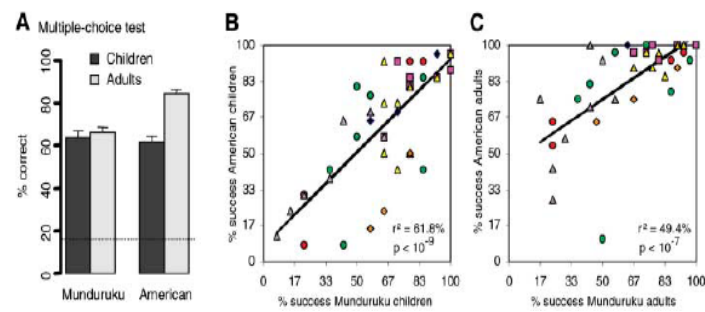 A Multiple-choice test
Children
Adults
% correct
0 20 40 60 80 100
Munduruku American
B
% success American children
100
83
67
50
33
17
0
r² = 61.8%
p < 10⁻⁹
0 17 33 50 67 83 100
% success Munduruku children
C
% success American adults
100
83
67
50
33
17
0
r² = 49.4%
p < 10⁻⁷
0 17 33 50 67 83 100
% success Munduruku adults